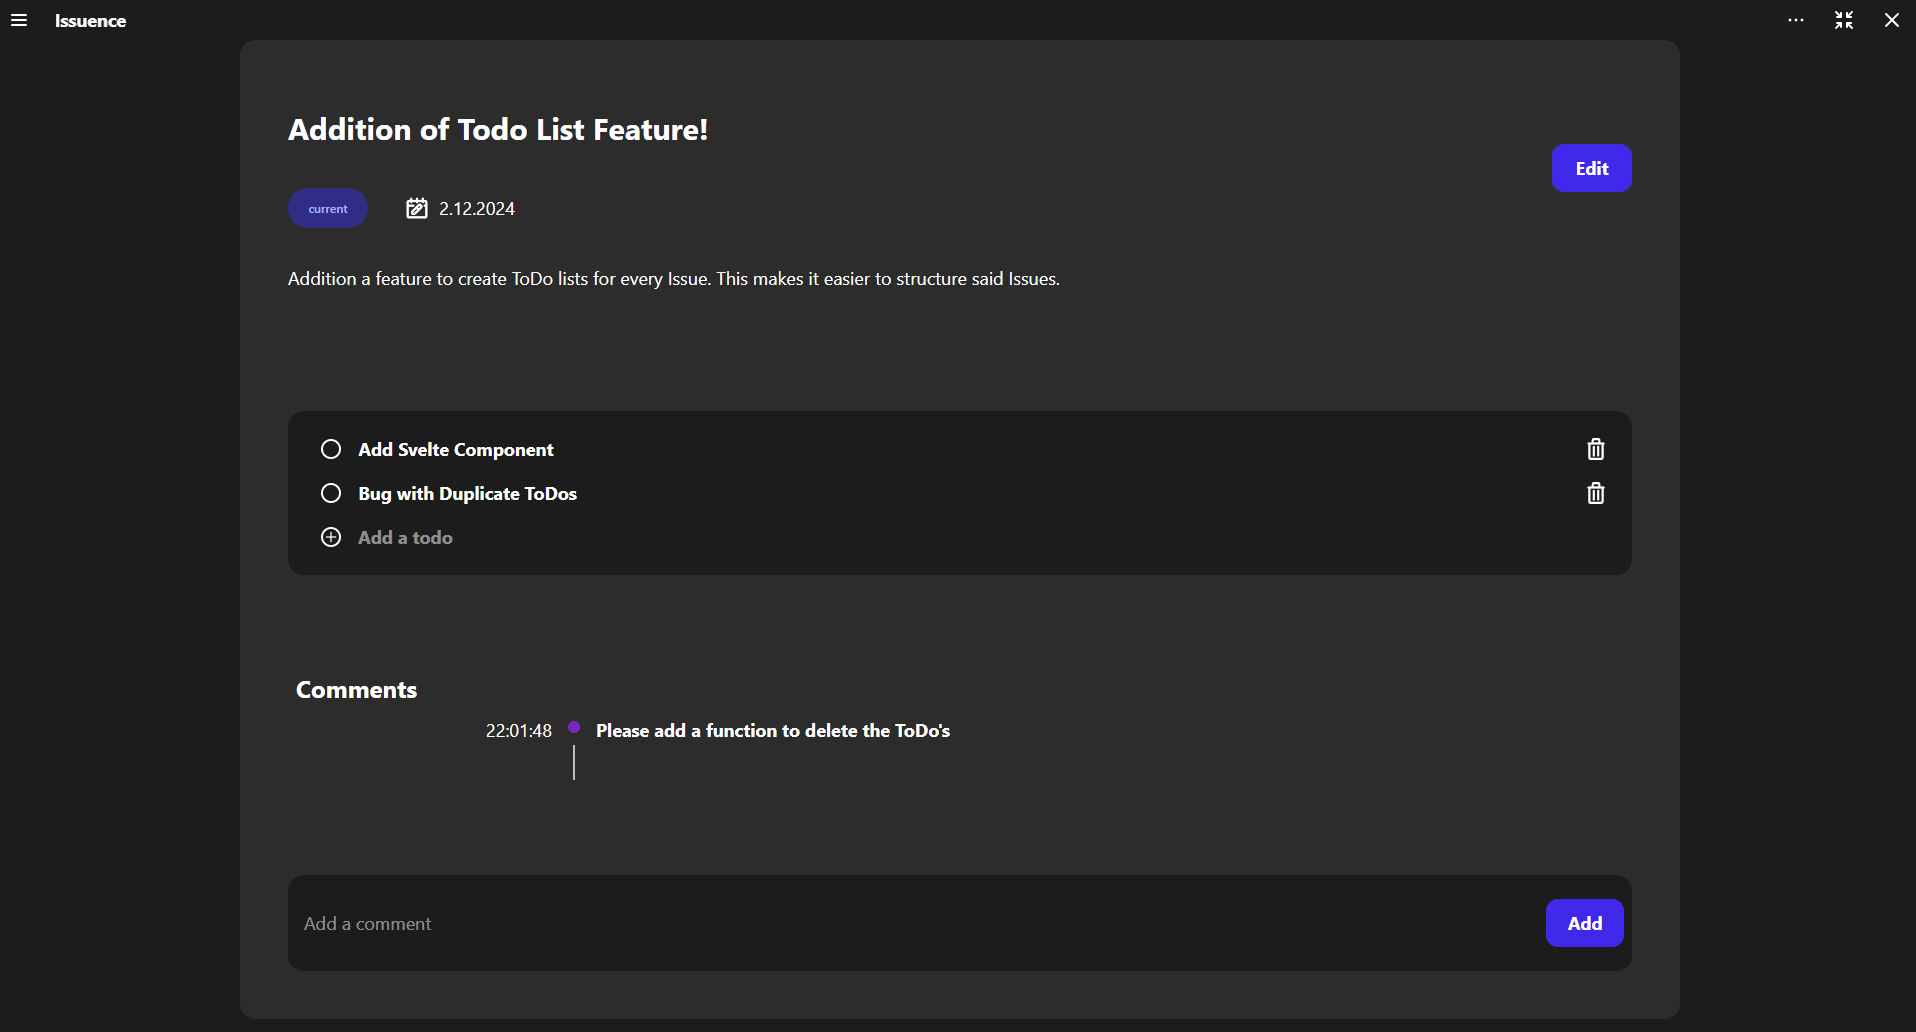 Issuence
Addition of Todo List Feature!
Edit
current
2.12.2024
Addition a feature to create ToDo lists for every Issue. This makes it easier to structure said Issues.
Add Svelte Component
Bug with Duplicate ToDos
Add a todo
Comments
22:01:48 Please add a function to delete the ToDo's
Add a comment
Add